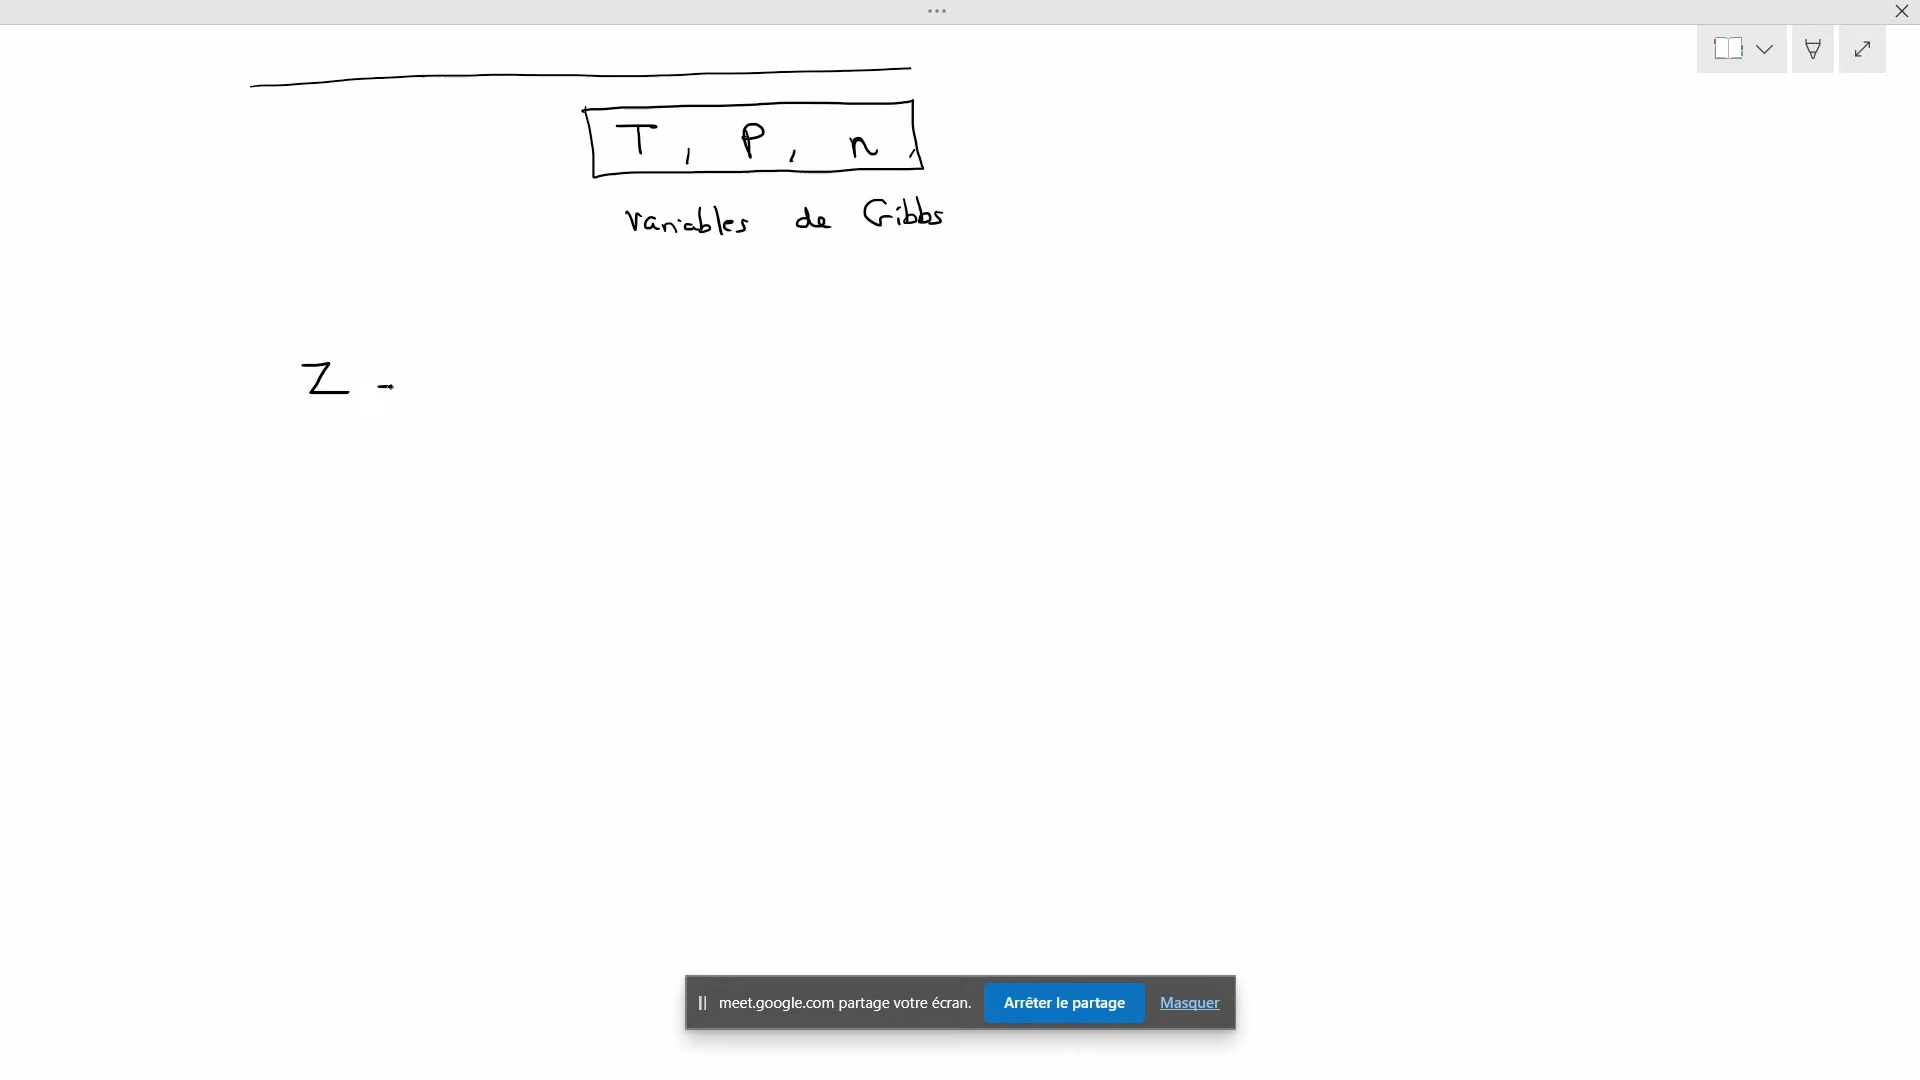 T, P, n,
variables de Gibbs
Z -
meet.google.com partage votre écran. Arrêter le partage Masquer